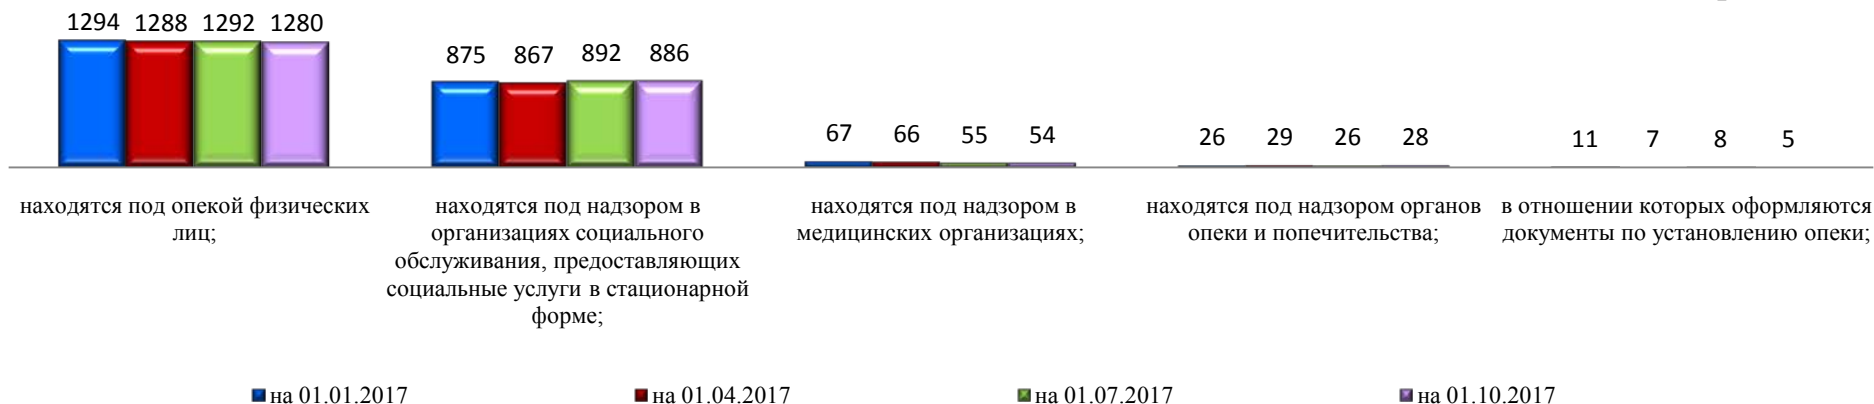 1294 1288 1292 1280
875 867 892 886
67 66 55 54
26 29 26 28
11 7 8 5
находятся под опекой физических
лиц;
находятся под надзором в
организациях социального
обслуживания, предоставляющих
социальные услуги в стационарной
форме;
находятся под надзором в
медицинских организациях;
находятся под надзором органов
опеки и попечительства;
в отношении которых оформляются
документы по установлению опеки;
на 01.01.2017
на 01.04.2017
на 01.07.2017
на 01.10.2017